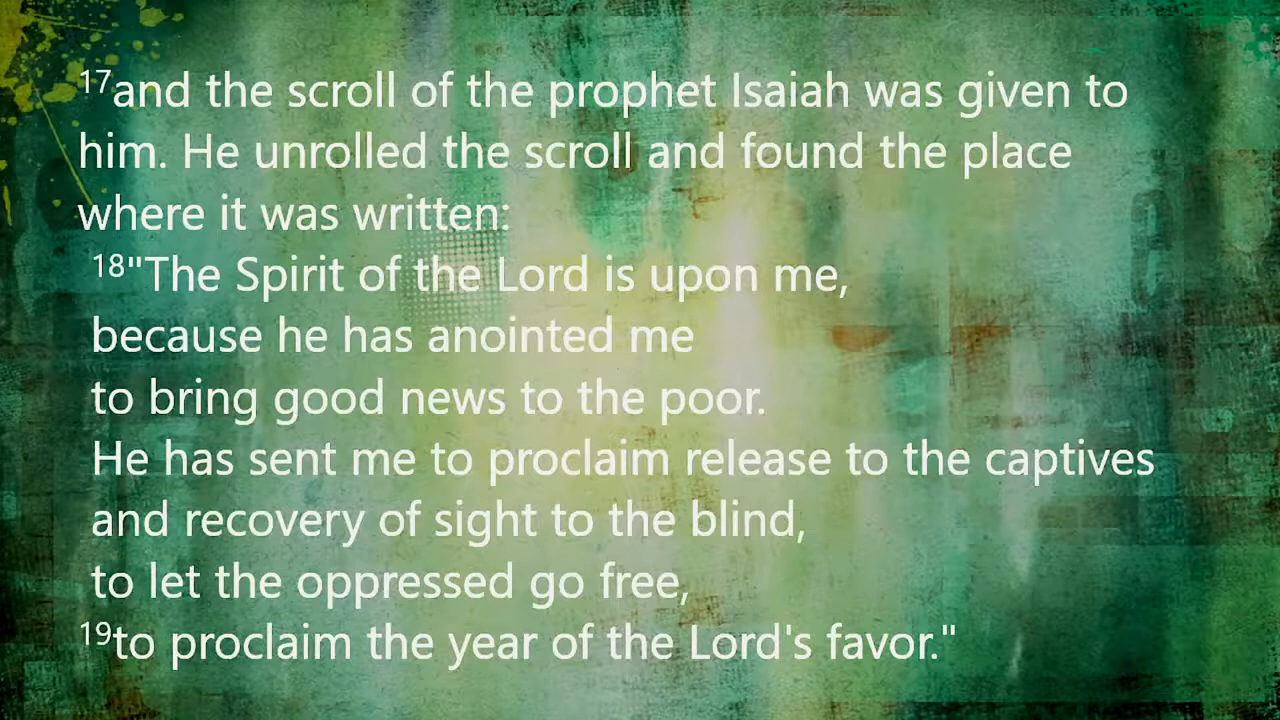 17and the scroll of the prophet Isaiah was given to
him. He unrolled the scroll and found the place
where it was written:
18"The Spirit of the Lord is upon me,
because he has anointed me
to bring good news to the poor.
He has sent me to proclaim release to the captives
and recovery of sight to the blind,
to let the oppressed go free,
19to proclaim the year of the Lord's favor."